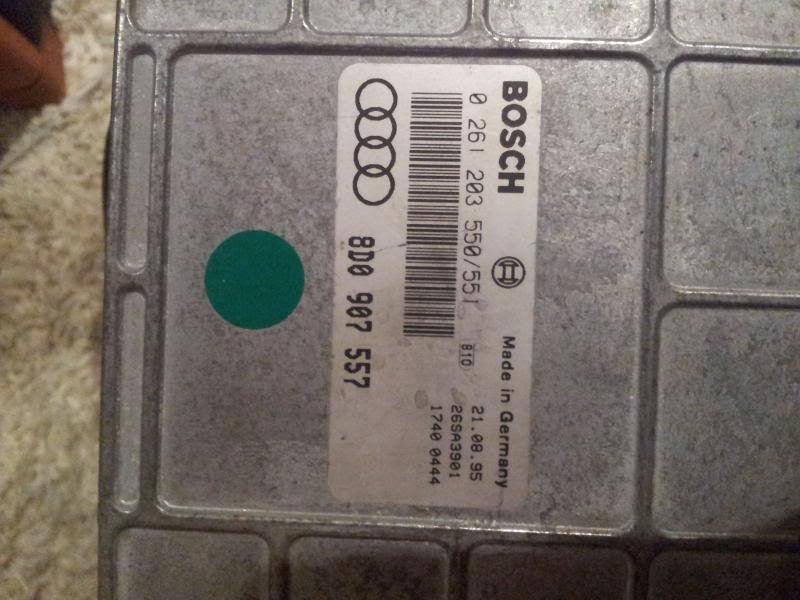 BOSCH
Made in Germany
0 261 203 550/551
810
21.08.95
26SA3901
1740 0444
8D0 907 557